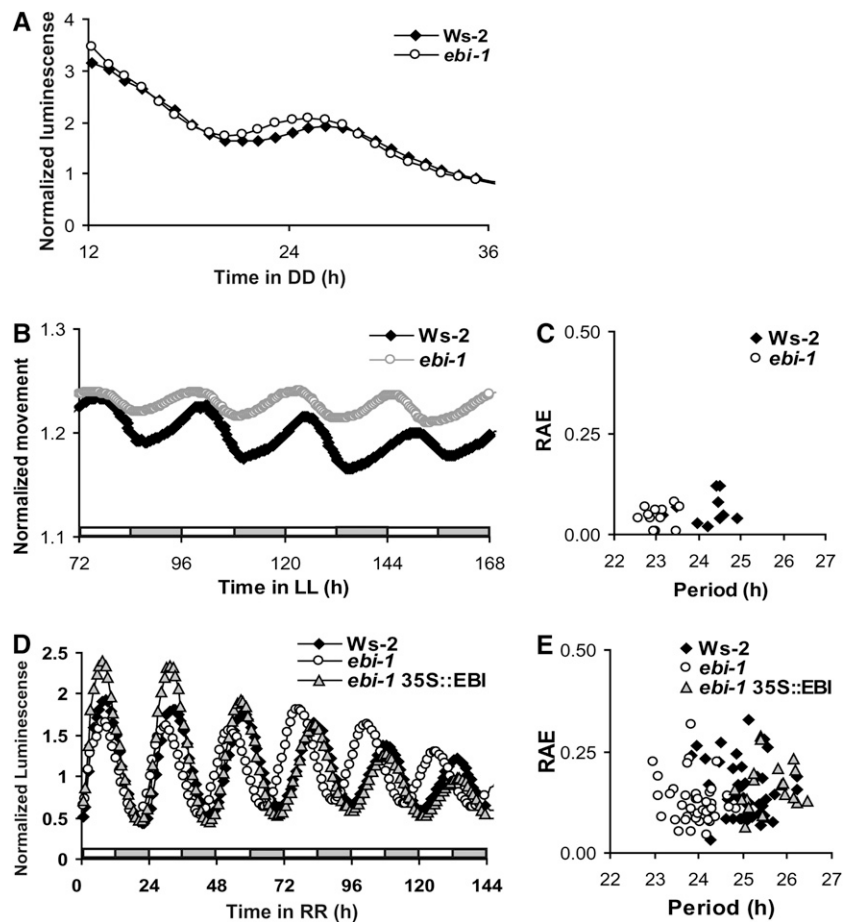 A
Ws-2
ebi-1
Normalized luminescense
4
3
2
1
0
12
24
36
Time in DD (h)
B
Ws-2
ebi-1
Normalized movement
1.3
1.2
1.1
72
96
120
144
168
Time in LL (h)
C
Ws-2
ebi-1
RAE
0.50
0.25
0.00
22
23
24
25
26
27
Period (h)
D
Ws-2
ebi-1
ebi-1 35S::EBI
Normalized Luminescense
2.5
2
1.5
1
0.5
0
0
24
48
72
96
120
144
Time in RR (h)
E
Ws-2
ebi-1
ebi-1 35S::EBI
RAE
0.50
0.25
0.00
22
23
24
25
26
27
Period (h)